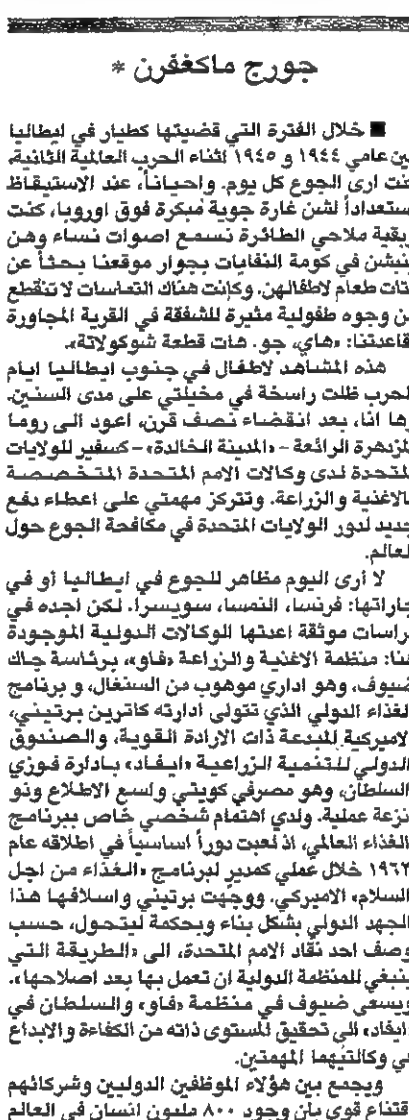 جورج ماكغفرن *
■ خلال الفترة التي قضيتها كطيار في ايطاليا
بين عامي ١٩٤٤ و ١٩٤٥ اثناء الحرب العالمية الثانية،
كنت ارى الجوع كل يوم. واحياناً، عند الاستيقاظ
استعداداً لشن غارة جوية مبكرة فوق اوروبا، كنت
وبقية ملاحي الطائرة نسمع اصوات نساء وهن
ينبشن في كومة النفايات بجوار موقعنا بحثاً عن
فتات طعام لاطفالهن. وكانت هناك التعاسات لا تنقطع
من وجوه طفولية مثيرة للشفقة في القرية المجاورة
لقاعدتنا: «هاي، جو. هات قطعة شوكولاتة».
هذه المشاهد لاطفال في جنوب ايطاليا ايام
الحرب ظلت راسخة في مخيلتي على مدى السنين.
وها انا، بعد انقضاء نصف قرن، اعود الى روما
المزدهرة الرائعة - «المدينة الخالدة» - كسفير للولايات
المتحدة لدى وكالات الامم المتحدة المتخصصة
بالاغذية والزراعة. وتتركز مهمتي على اعطاء دفع
جديد لدور الولايات المتحدة في مكافحة الجوع حول
العالم.
لا أرى اليوم مظاهر للجوع في ايطاليا أو في
جاراتها: فرنسا، النمسا، سويسرا. لكن اجده في
دراسات موثقة اعدتها الوكالات الدولية الموجودة
هنا: منظمة الاغذية والزراعة «فاو»، برئاسة جاك
ضيوف، وهو اداري موهوب من السنغال، و برنامج
الغذاء الدولي الذي تتولى ادارته كاترين برتيني،
الاميركية المبدعة ذات الارادة القوية، والصندوق
الدولي للتنمية الزراعية «ايفاد» بادارة فوزي
السلطان، وهو مصرفي كويتي واسع الاطلاع وذو
نزعة عملية. ولدي اهتمام شخصي خاص ببرنامج
الغذاء العالمي، اذ لعبت دوراً اساسياً في اطلاقه عام
١٩٦٢ خلال عملي كمدير لبرنامج «الغذاء من اجل
السلام» الاميركي. ووجهت برتيني واسلافها هذا
الجهد الدولي بشكل بناء وبحكمة ليتحول، حسب
وصف احد نقاد الامم المتحدة، الى «الطريقة التي
ينبغي للمنظمة الدولية ان تعمل بها بعد اصلاحها».
ويسعى ضيوف في منظمة «فاو» والسلطان في
«ايفاد» الى تحقيق المستوى ذاته من الكفاءة والابداع
في وكالتيهما المهمتين.
ويجمع بين هؤلاء الموظفين الدوليين وشركائهم
اقتناع قوي بأن وجود ٨٠٠ مليون انسان في العالم